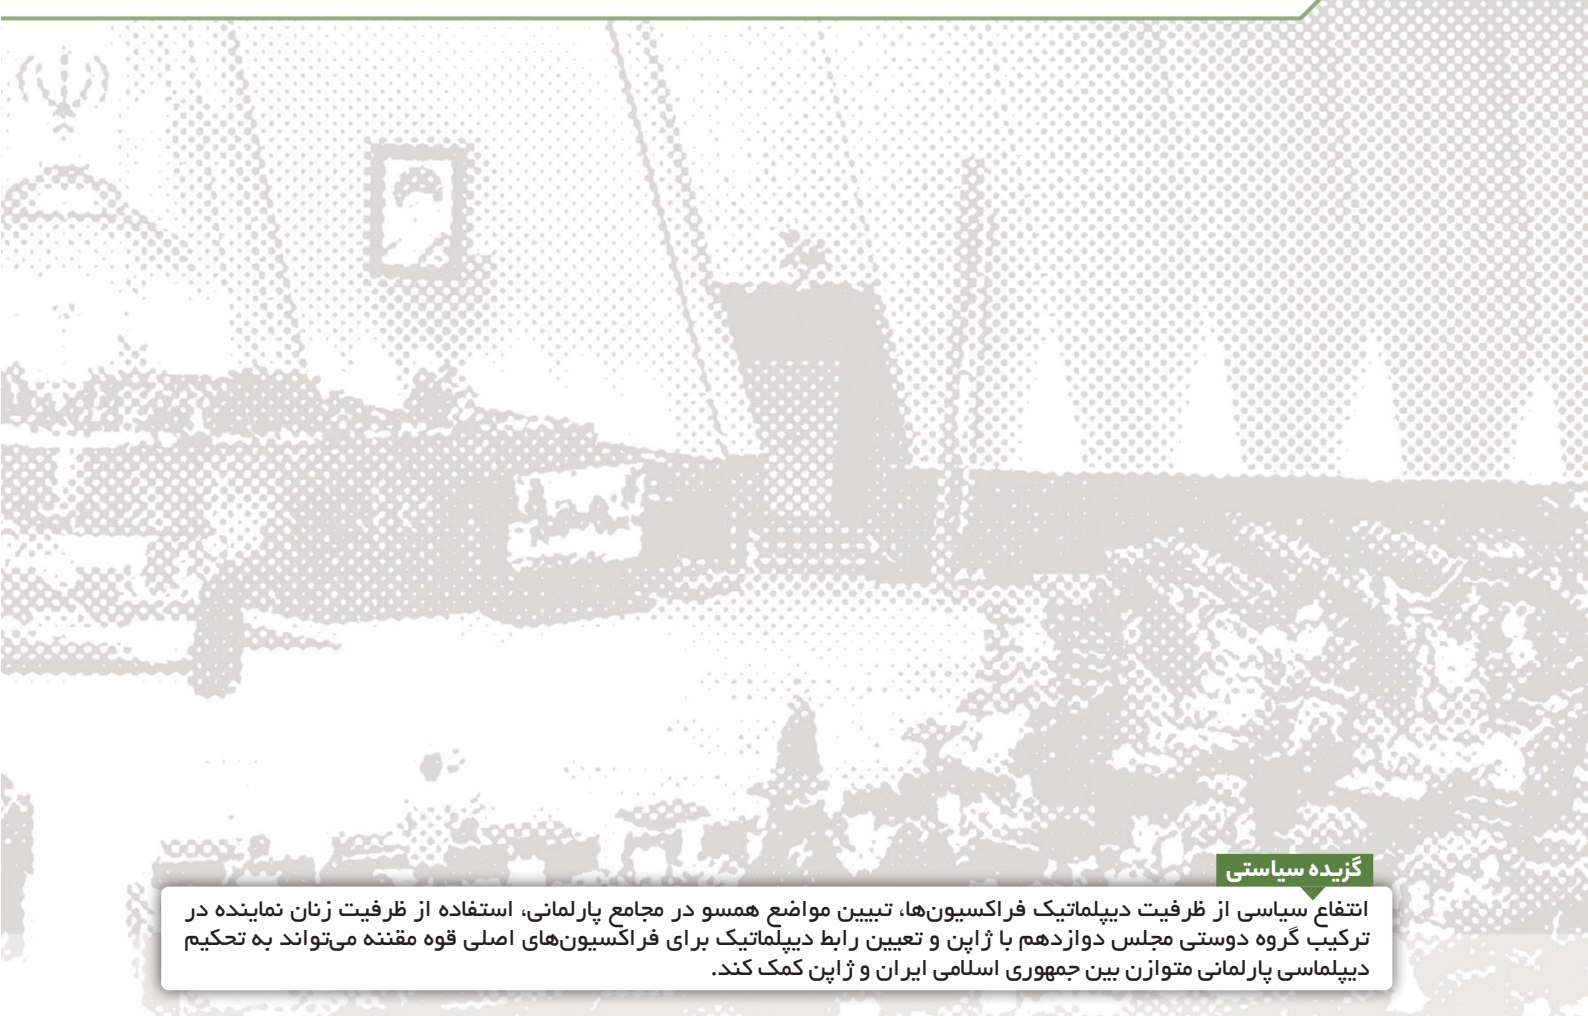 گزیده سیاستی
انتفاع سیاسی از ظرفیت دیپلماتیک فراکسیون‌ها، تبیین مواضع همسو در مجامع پارلمانی، استفاده از ظرفیت زنان نماینده در
ترکیب گروه دوستی مجلس دوازدهم با ژاپن و تعیین رابط دیپلماتیک برای فراکسیون‌های اصلی قوه مقننه می‌تواند به تحکیم
دیپلماسی پارلمانی متوازن بین جمهوری اسلامی ایران و ژاپن کمک کند.